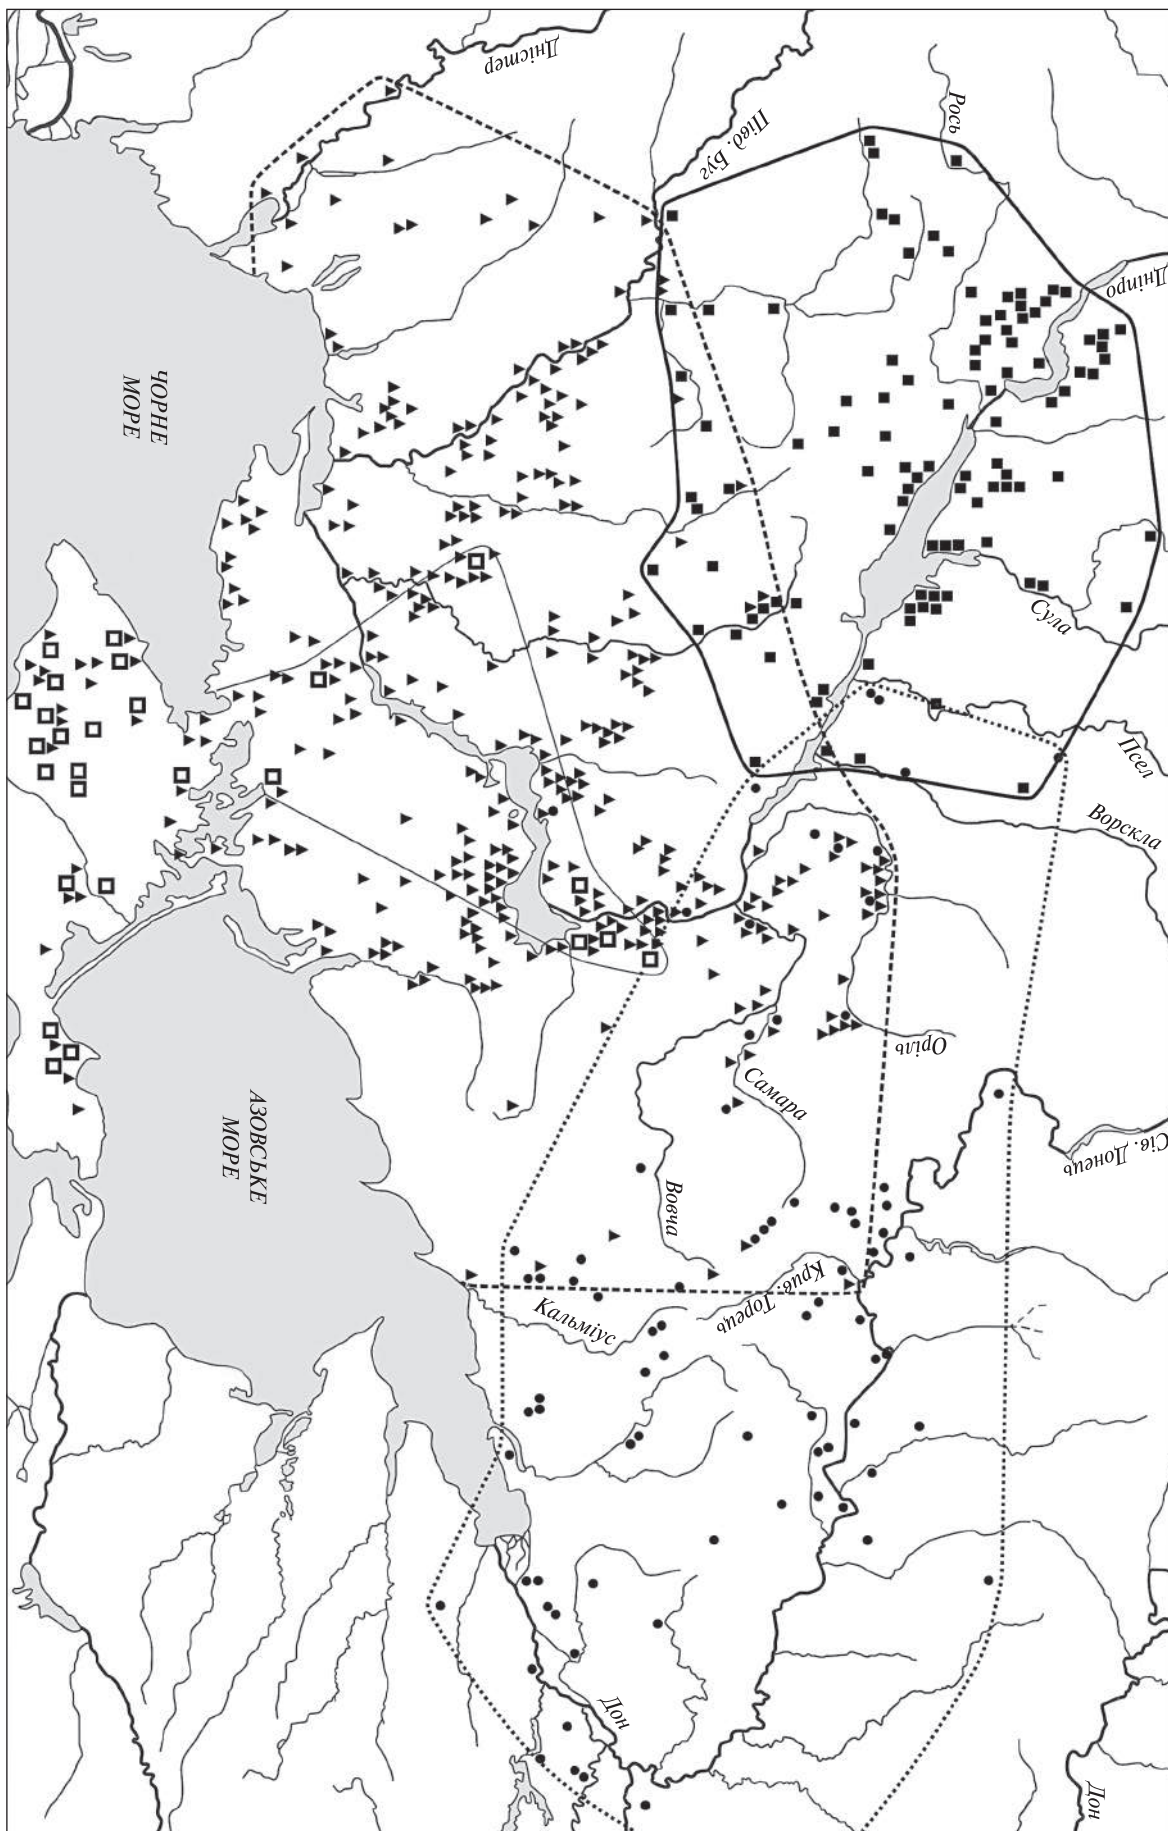 Дністер
Півд. Буг
Рось
Дніпро
ЧОРНЕ
МОРЕ
Сула
Псел
Ворскла
Оріль
Самара
Вовча
Сів. Донець
АЗОВСЬКЕ
МОРЕ
Крив. Торець
Кальміус
Дон
Дон